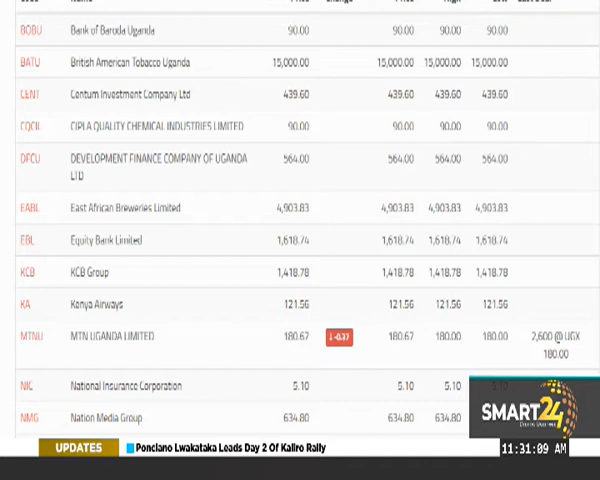 BOBU Bank of Baroda Uganda 90.00 90.00 90.00 90.00
BATU British American Tobacco Uganda 15,000.00 15,000.00 15,000.00 15,000.00
CENT Centum Investment Company Ltd 439.60 439.60 439.60 439.60
CQCIL CIPLA QUALITY CHEMICAL INDUSTRIES LIMITED 90.00 90.00 90.00 90.00
DFCU DEVELOPMENT FINANCE COMPANY OF UGANDA 564.00 564.00 564.00 564.00
LTD
EABL East African Breweries Limited 4,903.83 4,903.83 4,903.83 4,903.83
EBL Equity Bank Limited 1,618.74 1,618.74 1,618.74 1,618.74
KCB KCB Group 1,418.78 1,418.78 1,418.78 1,418.78
KA Kenya Airways 121.56 121.56 121.56 121.56
MTNU MTN UGANDA LIMITED 180.67 ↓ -0.37 180.67 180.00 180.00 2,600 @ UGX
180.00
NIC National Insurance Corporation 5.10 5.10 5.10
NMG Nation Media Group 634.80 634.80 634.80
SMART24
UPDATES Ponciano Lwakataka Leads Day 2 Of Kaliro Rally 11:31:09 AM